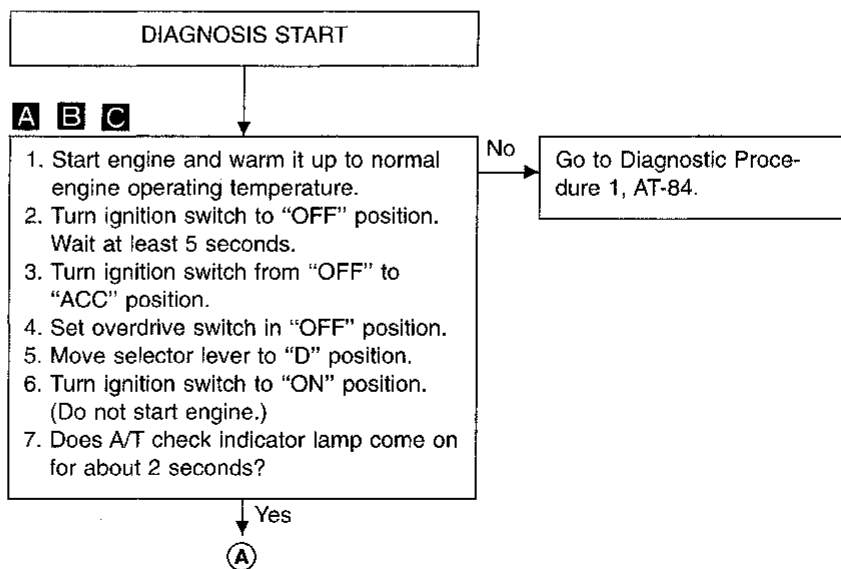 DIAGNOSIS START
A B C
1. Start engine and warm it up to normal
engine operating temperature.
2. Turn ignition switch to "OFF" position.
Wait at least 5 seconds.
3. Turn ignition switch from "OFF" to
"ACC" position.
4. Set overdrive switch in "OFF" position.
5. Move selector lever to "D" position.
6. Turn ignition switch to "ON" position.
(Do not start engine.)
7. Does A/T check indicator lamp come on
for about 2 seconds?
No
Go to Diagnostic Proce-
dure 1, AT-84.
Yes
A